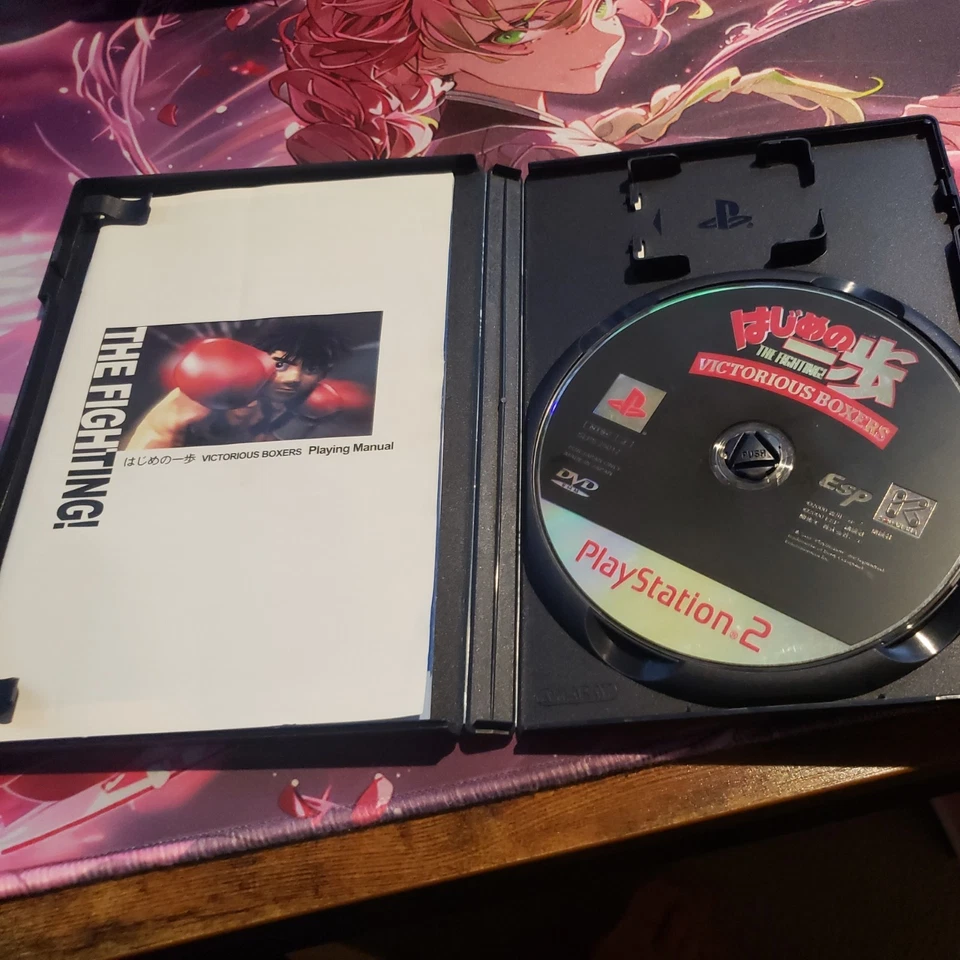 THE FIGHTING!
はじめの一歩 VICTORIOUS BOXERS Playing Manual
はじめの一歩
THE FIGHTING!
VICTORIOUS BOXERS
PUSH
DVD
Esp
PlayStation®2